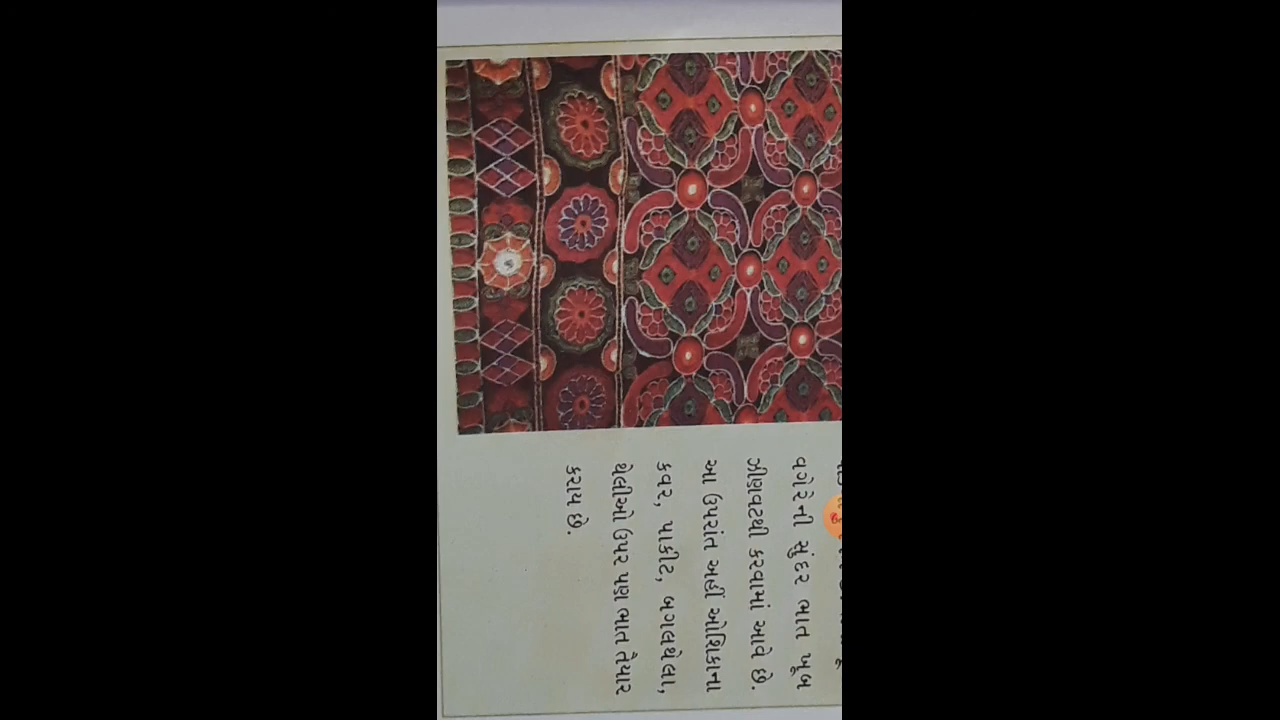 વગેરેની સુંદર ભાત ખૂબ
ઝીણવટથી કરવામાં આવે છે.
આ ઉપરાંત અહીં ઓશિકાના
કવર, પાકીટ, બગલથેલા,
થેલીઓ ઉપર પણ ભાત તૈયાર
કરાય છે.